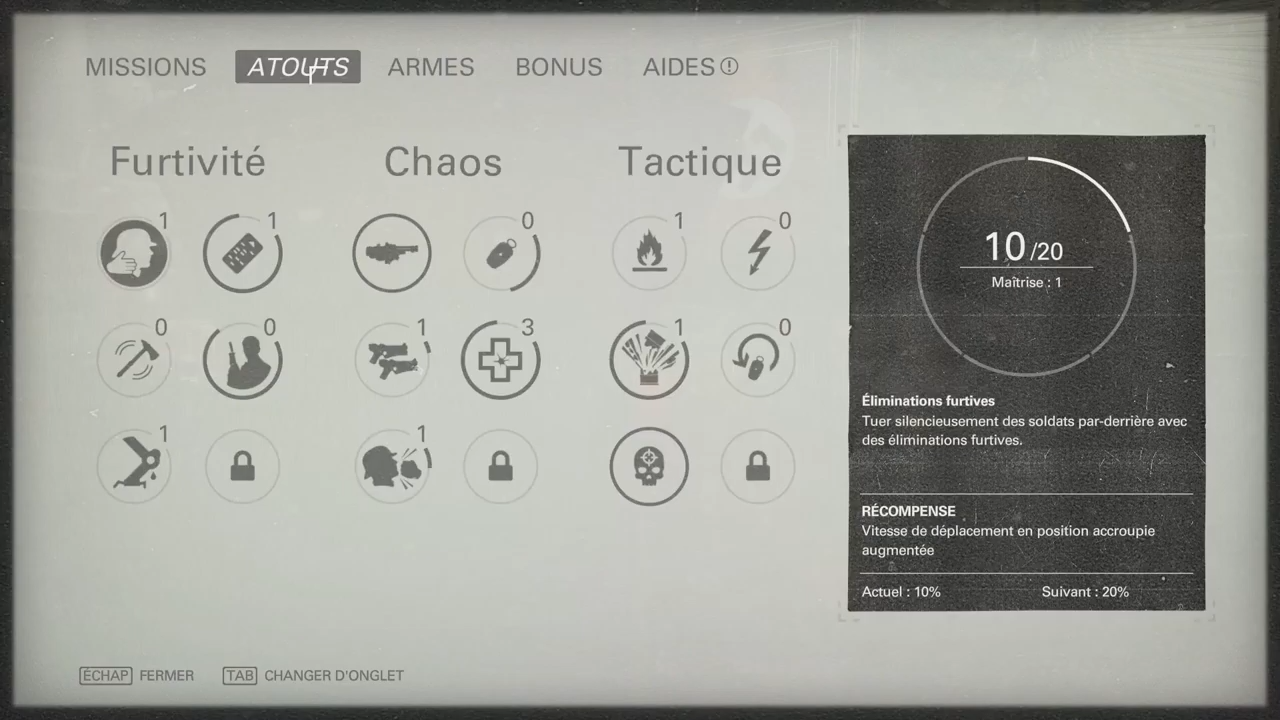 MISSIONS ATOUTS ARMES BONUS AIDES
Furtivité Chaos Tactique
1 1 0 1 0
0 0 1 3 1 0
1 1
10/20
Maîtrise : 1
Éliminations furtives
Tuer silencieusement des soldats par-derrière avec
des éliminations furtives.
RÉCOMPENSE
Vitesse de déplacement en position accroupie
augmentée
Actuel : 10% Suivant : 20%
ÉCHAP FERMER TAB CHANGER D'ONGLET